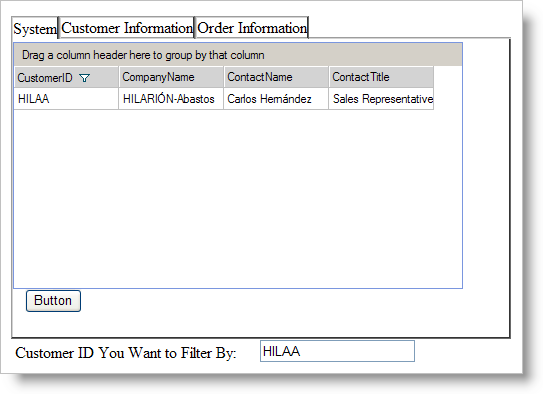 System Customer Information Order Information
Drag a column header here to group by that column
CustomerID CompanyName ContactName ContactTitle
HILAA HILARIÓN-Abastos Carlos Hernández Sales Representative
Button
Customer ID You Want to Filter By: HILAA